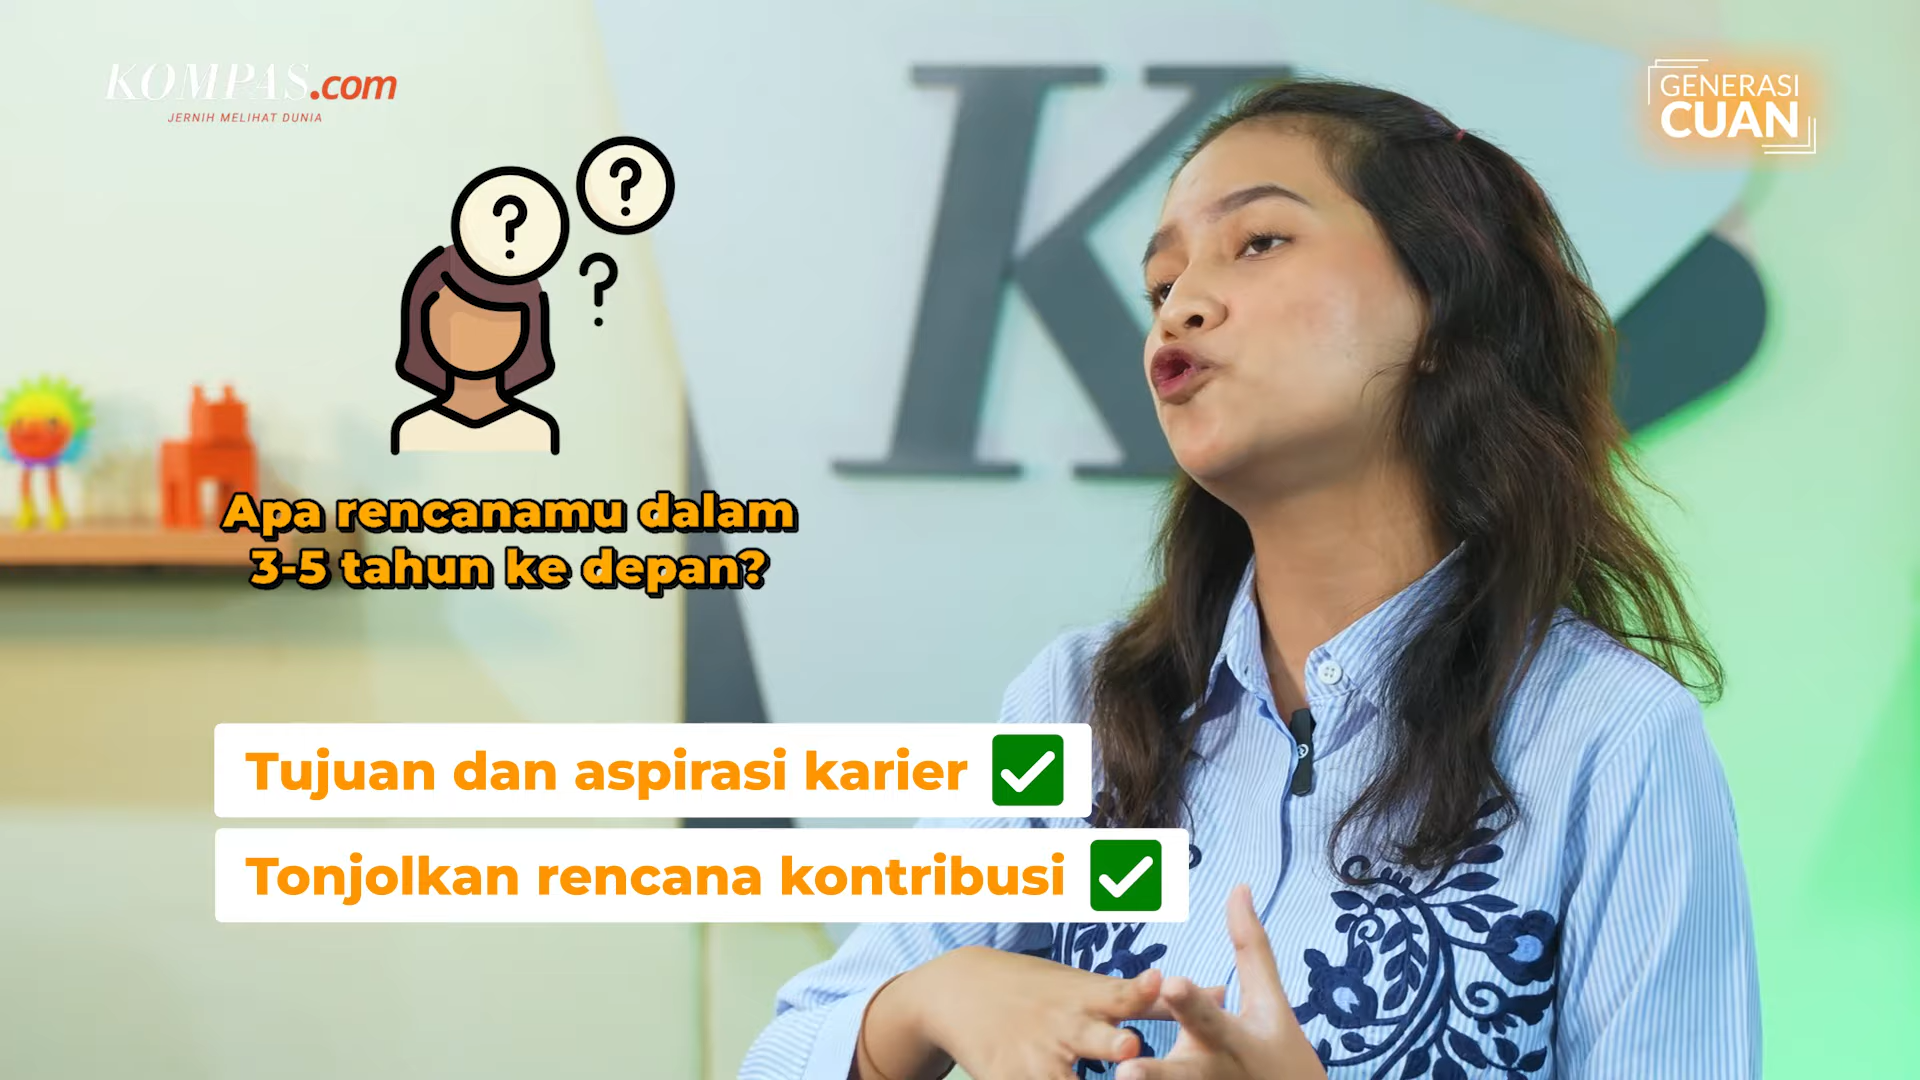 KOMPAS.com
JERNIH MELIHAT DUNIA
GENERASI
CUAN
? ?
?
K
Apa rencanamu dalam
3-5 tahun ke depan?
Tujuan dan aspirasi karier
Tonjolkan rencana kontribusi